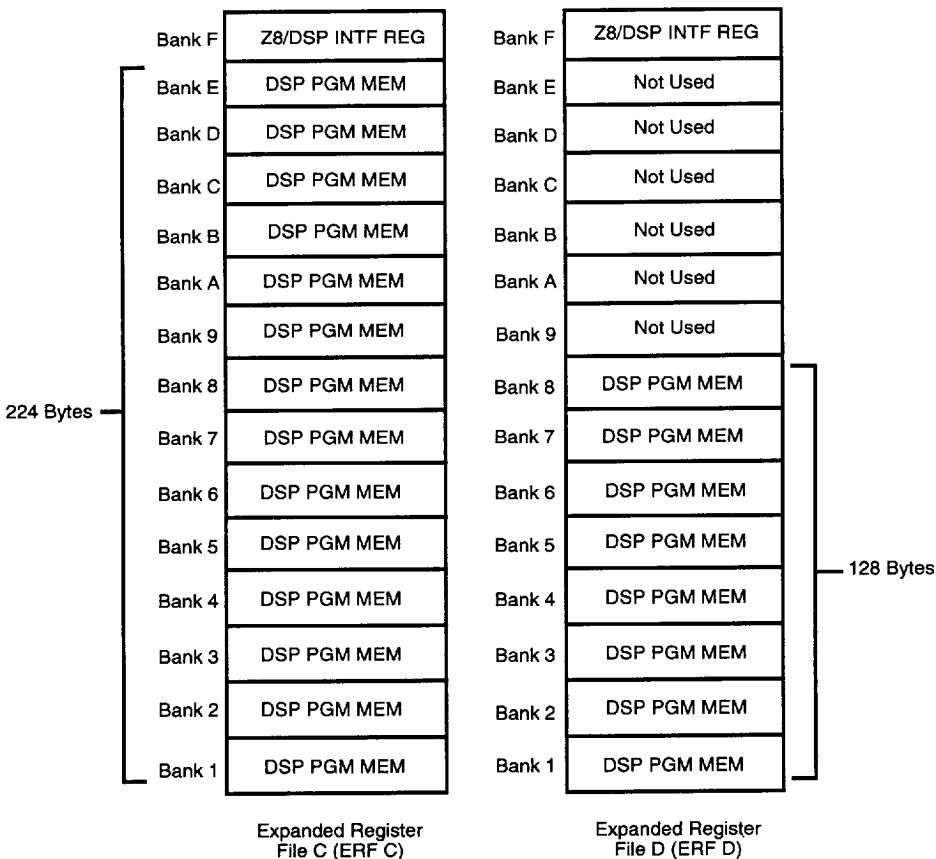 Bank F Z8/DSP INTF REG Bank F Z8/DSP INTF REG
Bank E DSP PGM MEM Bank E Not Used
Bank D DSP PGM MEM Bank D Not Used
Bank C DSP PGM MEM Bank C Not Used
Bank B DSP PGM MEM Bank B Not Used
Bank A DSP PGM MEM Bank A Not Used
Bank 9 DSP PGM MEM Bank 9 Not Used
Bank 8 DSP PGM MEM Bank 8 DSP PGM MEM
224 Bytes
Bank 7 DSP PGM MEM Bank 7 DSP PGM MEM
Bank 6 DSP PGM MEM Bank 6 DSP PGM MEM
Bank 5 DSP PGM MEM Bank 5 DSP PGM MEM
128 Bytes
Bank 4 DSP PGM MEM Bank 4 DSP PGM MEM
Bank 3 DSP PGM MEM Bank 3 DSP PGM MEM
Bank 2 DSP PGM MEM Bank 2 DSP PGM MEM
Bank 1 DSP PGM MEM Bank 1 DSP PGM MEM
Expanded Register
File C (ERF C)
Expanded Register
File D (ERF D)